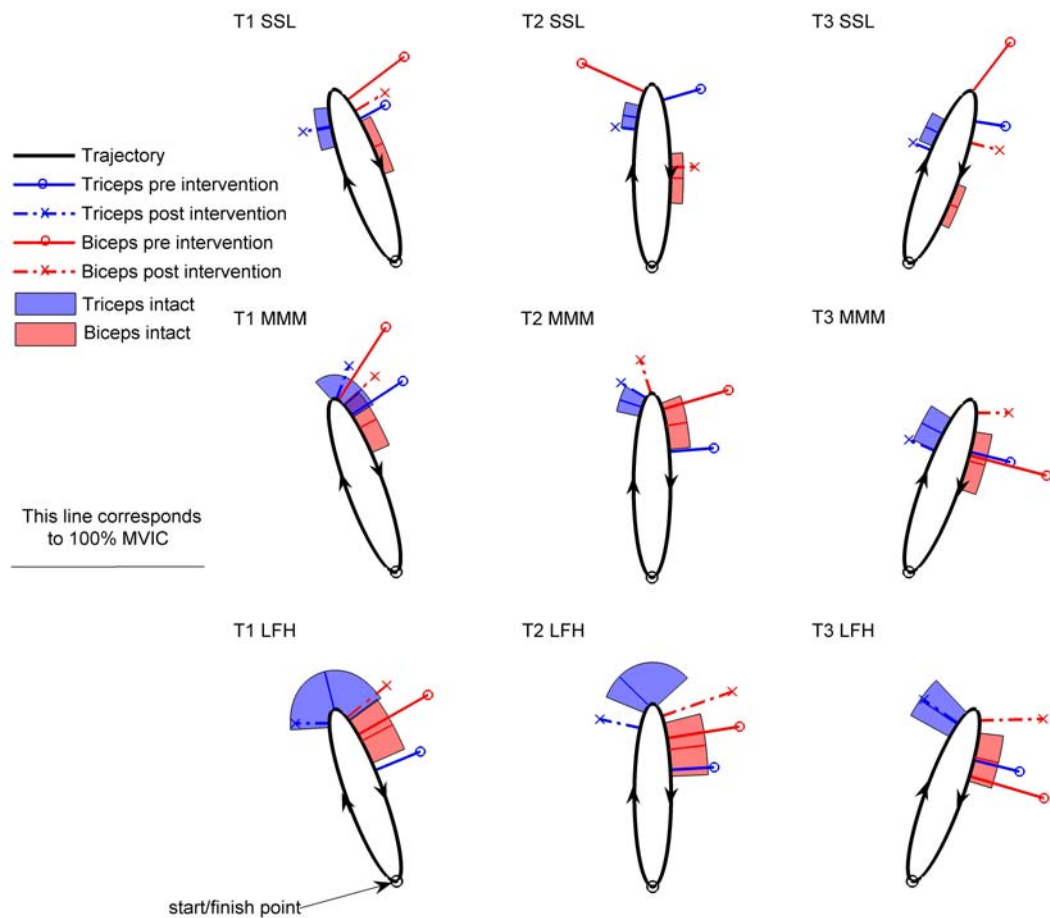 T1 SSL
T2 SSL
T3 SSL
Trajectory
Triceps pre intervention
Triceps post intervention
Biceps pre intervention
Biceps post intervention
Triceps intact
Biceps intact
T1 MMM
T2 MMM
T3 MMM
This line corresponds
to 100% MVIC
T1 LFH
T2 LFH
T3 LFH
start/finish point